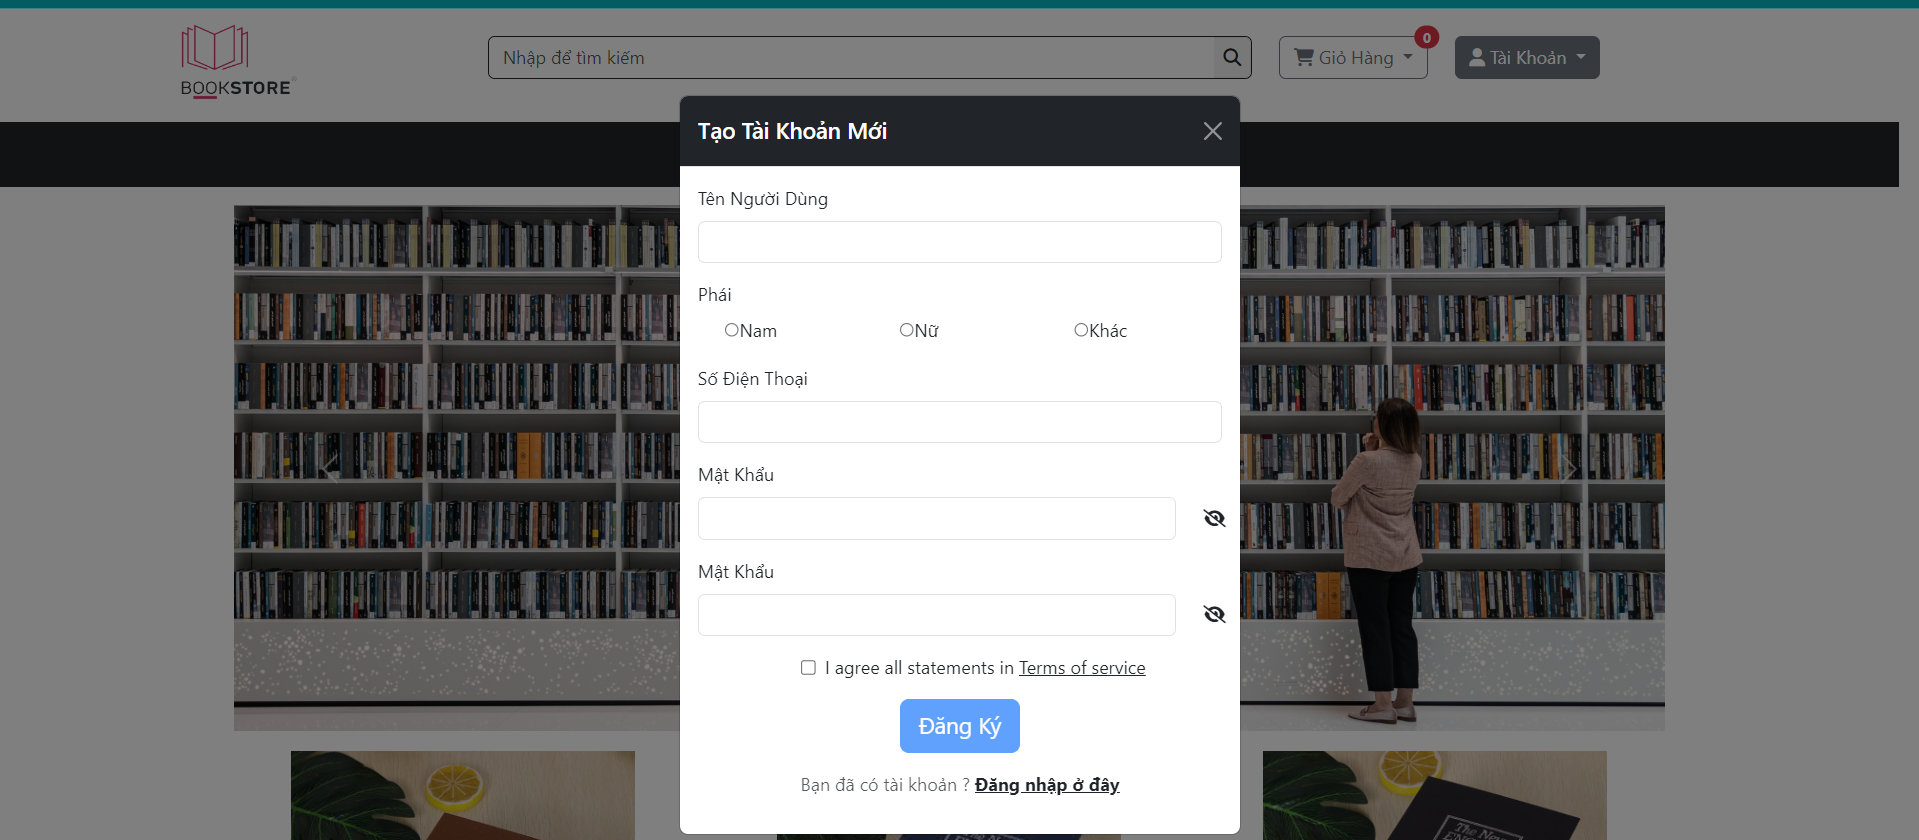 BOOKSTORE
Nhập để tìm kiếm
Giỏ Hàng
0
Tài Khoản
Tạo Tài Khoản Mới
Tên Người Dùng
Phái
Nam
Nữ
Khác
Số Điện Thoại
Mật Khẩu
Mật Khẩu
I agree all statements in Terms of service
Đăng Ký
Bạn đã có tài khoản ? Đăng nhập ở đây
The New